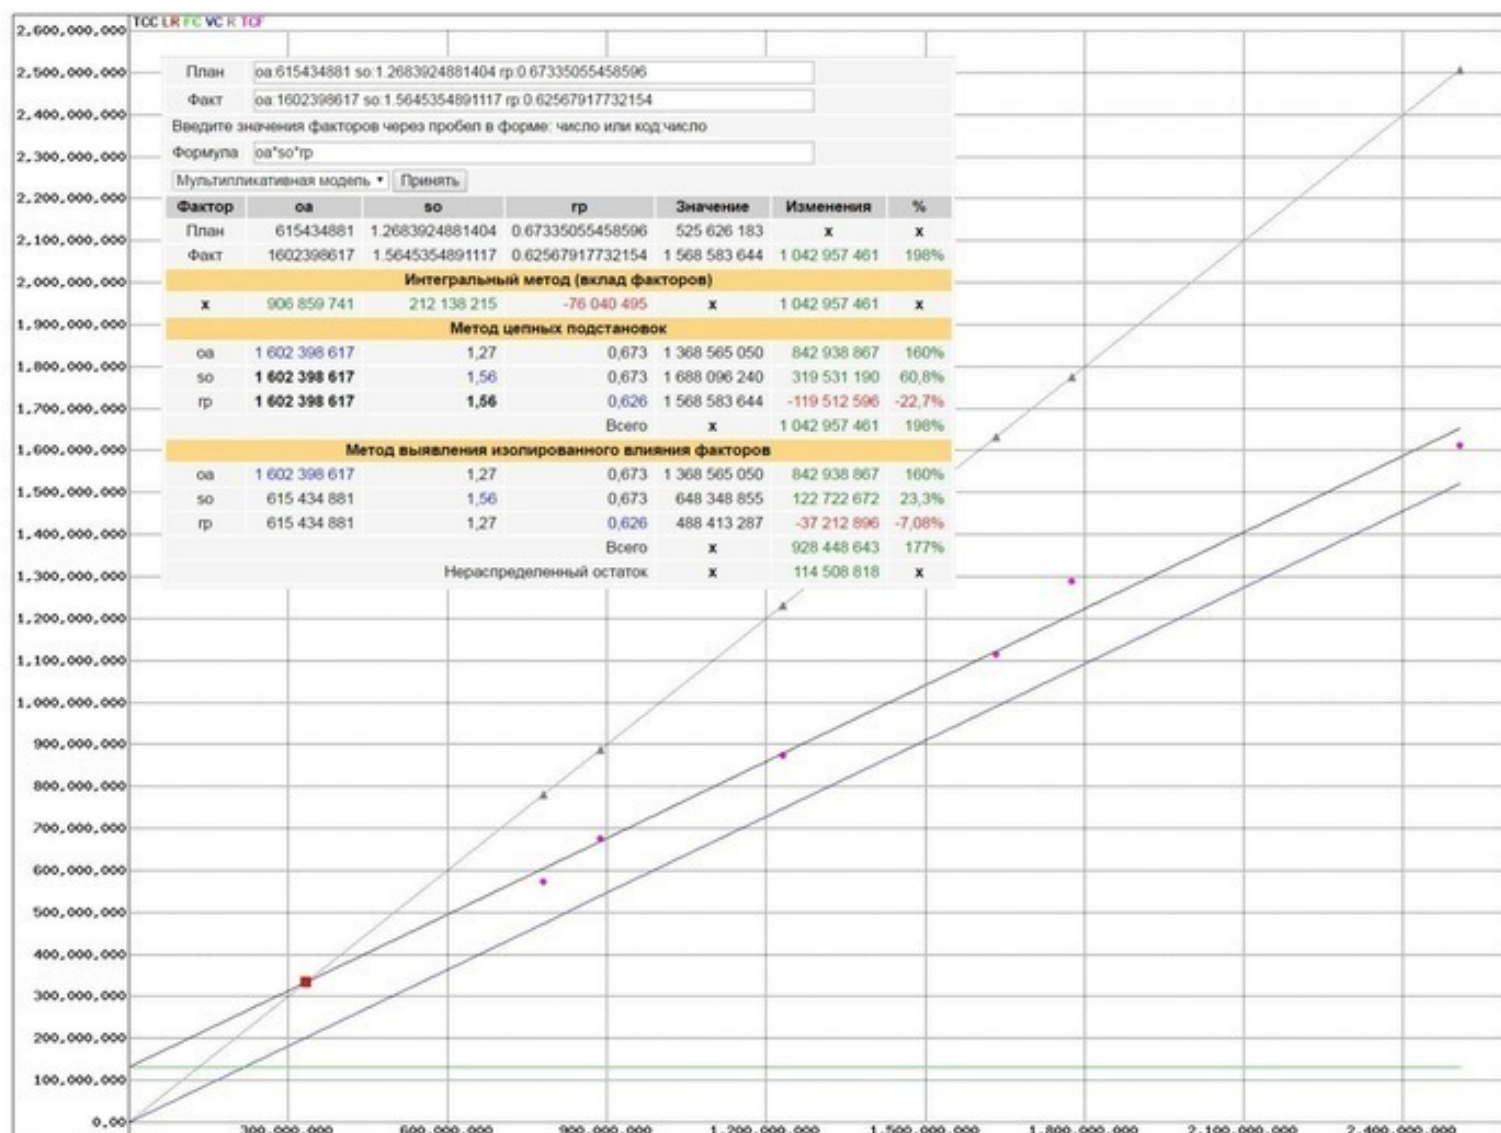 TCC LR FC VC R TCF
2,600,000,000
2,500,000,000
2,400,000,000
2,300,000,000
2,200,000,000
2,100,000,000
2,000,000,000
1,900,000,000
1,800,000,000
1,700,000,000
1,600,000,000
1,500,000,000
1,400,000,000
1,300,000,000
1,200,000,000
1,100,000,000
1,000,000,000
900,000,000
800,000,000
700,000,000
600,000,000
500,000,000
400,000,000
300,000,000
200,000,000
100,000,000
0,00
План oa:615434881 so:1.2683924881404 rp:0.67335055458596
Факт oa:1602398617 so:1.5645354891117 rp:0.62567917732154
Введите значения факторов через пробел в форме: число или код:число
Формула oa*so*rp
Мультипликативная модель Принять
Фактор oa so rp Значение Изменения %
План 615434881 1.2683924881404 0.67335055458596 525 626 183 x x
Факт 1602398617 1.5645354891117 0.62567917732154 1 568 583 644 1 042 957 461 198%
Интегральный метод (вклад факторов)
x 906 859 741 212 138 215 -76 040 495 x 1 042 957 461 x
Метод цепных подстановок
oa 1 602 398 617 1,27 0,673 1 368 565 050 842 938 867 160%
so 1 602 398 617 1,56 0,673 1 688 096 240 319 531 190 60,8%
rp 1 602 398 617 1,56 0,626 1 568 583 644 -119 512 596 -22,7%
Всего x 1 042 957 461 198%
Метод выявления изолированного влияния факторов
oa 1 602 398 617 1,27 0,673 1 368 565 050 842 938 867 160%
so 615 434 881 1,56 0,673 648 348 855 122 722 672 23,3%
rp 615 434 881 1,27 0,626 488 413 287 -37 212 896 -7,08%
Всего x 928 448 643 177%
Нераспределенный остаток x 114 508 818 x
300,000,000 600,000,000 900,000,000 1,200,000,000 1,500,000,000 1,800,000,000 2,100,000,000 2,400,000,000